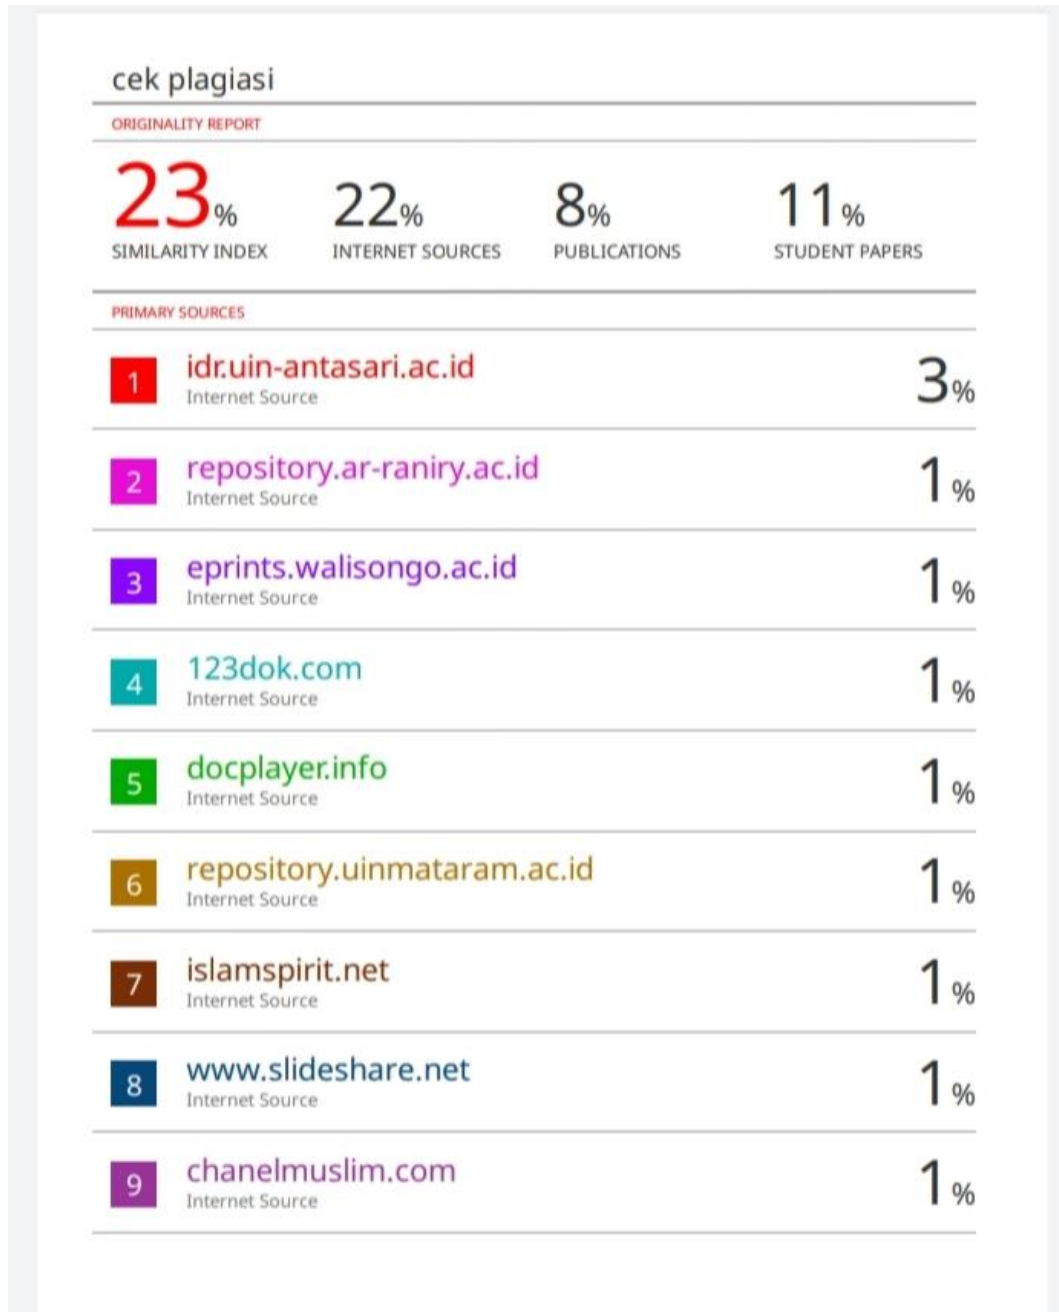 cek plagiasi
ORIGINALITY REPORT
23% 22% 8% 11%
SIMILARITY INDEX INTERNET SOURCES PUBLICATIONS STUDENT PAPERS
PRIMARY SOURCES
1 idr.uin-antasari.ac.id 3%
Internet Source
2 repository.ar-raniry.ac.id 1%
Internet Source
3 eprints.walisongo.ac.id 1%
Internet Source
4 123dok.com 1%
Internet Source
5 docplayer.info 1%
Internet Source
6 repository.uinmataram.ac.id 1%
Internet Source
7 islamspirit.net 1%
Internet Source
8 www.slideshare.net 1%
Internet Source
9 chanelmuslim.com 1%
Internet Source